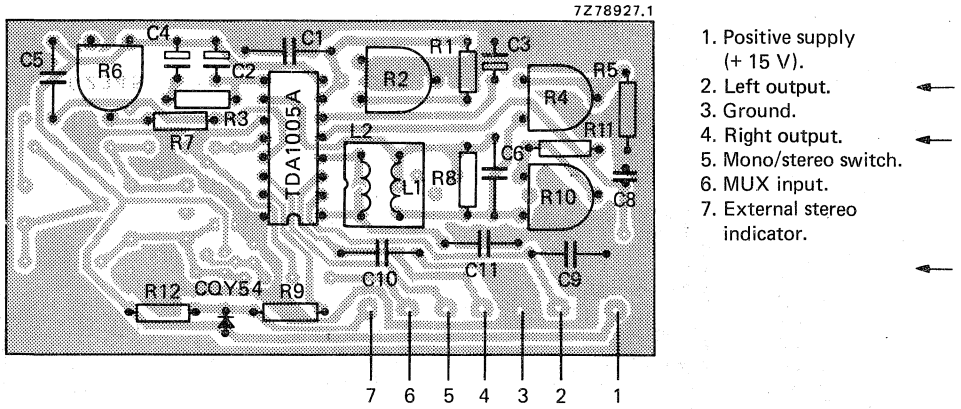 7Z78927.1
C5
C4
C1
R6
C2
R1
C3
R2
R5
R4
R3
R7
TDA1005A
L2
R11
C6
R8
L1
R10
C8
C10
C11
C9
R12
CQY54
R9
7 6 5 4 3 2 1
1. Positive supply
(+ 15 V).
2. Left output.
3. Ground.
4. Right output.
5. Mono/stereo switch.
6. MUX input.
7. External stereo
indicator.